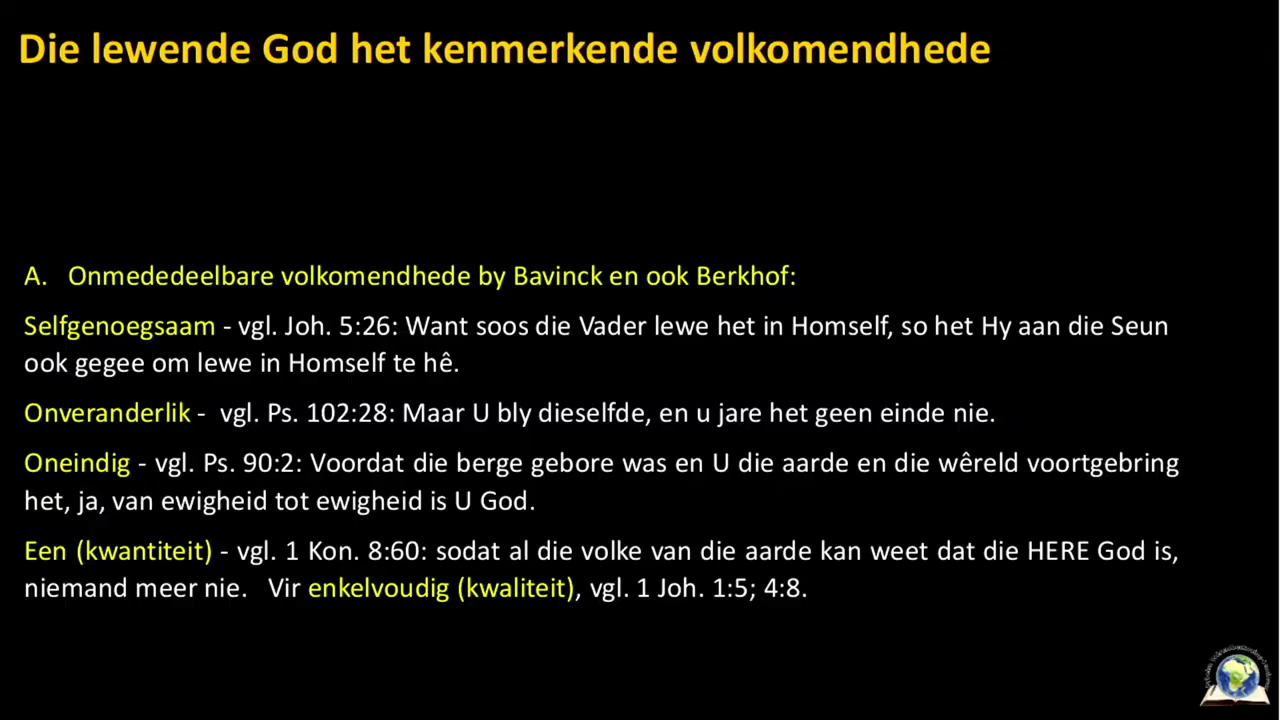 Die lewende God het kenmerkende volkomendhede
A. Onmededeelbare volkomendhede by Bavinck en ook Berkhof:
Selfgenoegsaam - vgl. Joh. 5:26: Want soos die Vader lewe het in Homself, so het Hy aan die Seun
ook gegee om lewe in Homself te hê.
Onveranderlik - vgl. Ps. 102:28: Maar U bly dieselfde, en u jare het geen einde nie.
Oneindig - vgl. Ps. 90:2: Voordat die berge gebore was en U die aarde en die wêreld voortgebring
het, ja, van ewigheid tot ewigheid is U God.
Een (kwantiteit) - vgl. 1 Kon. 8:60: sodat al die volke van die aarde kan weet dat die HERE God is,
niemand meer nie. Vir enkelvoudig (kwaliteit), vgl. 1 Joh. 1:5; 4:8.